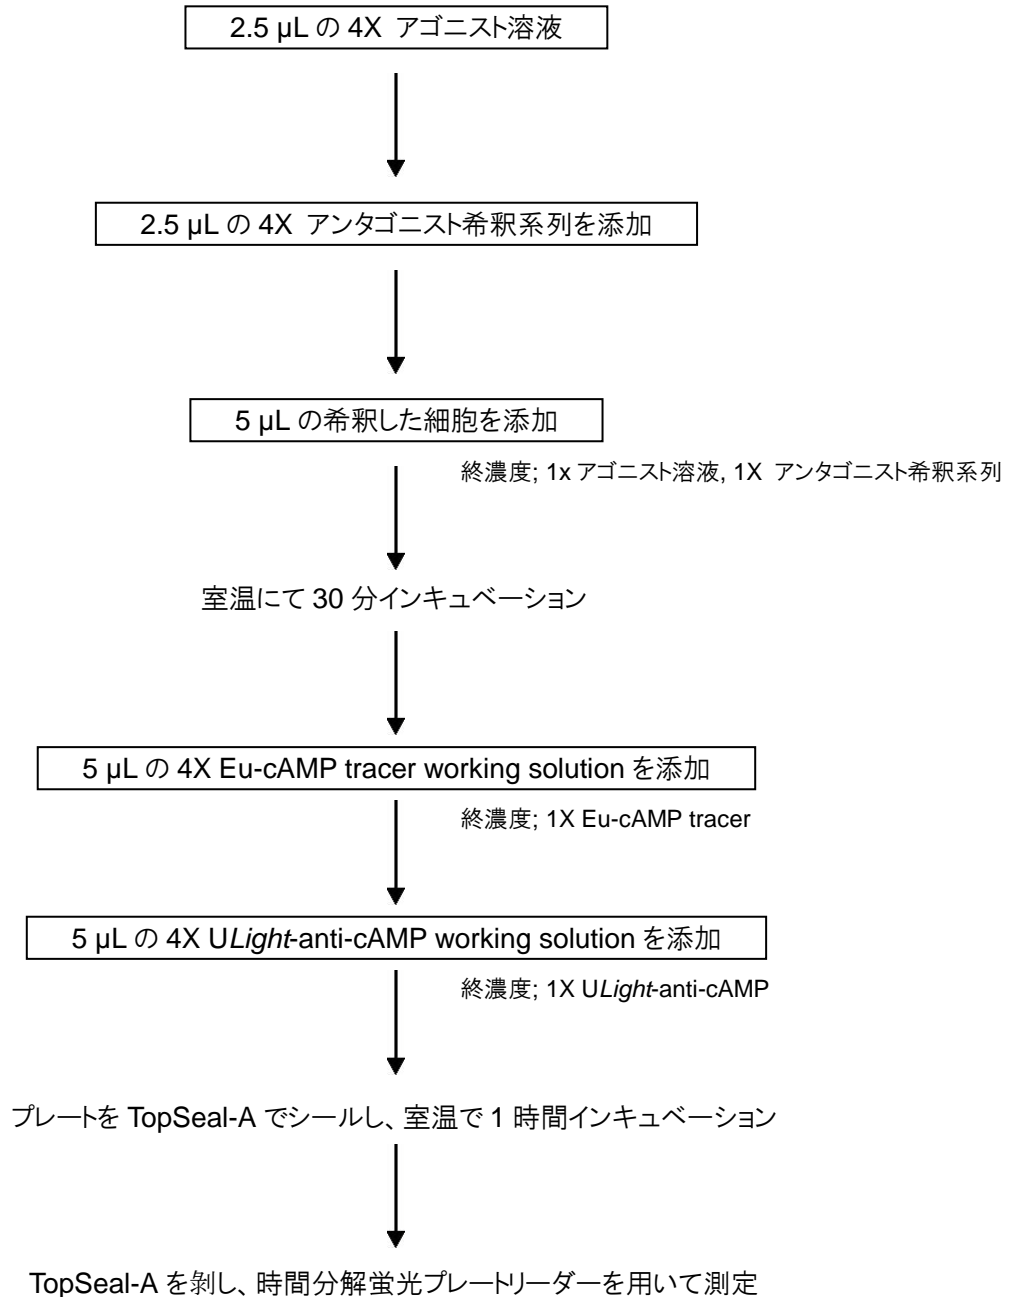 2.5 µL の 4X アゴニスト溶液
2.5 µL の 4X アンタゴニスト希釈系列を添加
5 µL の希釈した細胞を添加
終濃度; 1x アゴニスト溶液, 1X アンタゴニスト希釈系列
室温にて 30 分インキュベーション
5 µL の 4X Eu-cAMP tracer working solution を添加
終濃度; 1X Eu-cAMP tracer
5 µL の 4X ULight-anti-cAMP working solution を添加
終濃度; 1X ULight-anti-cAMP
プレートを TopSeal-A でシールし、室温で 1 時間インキュベーション
TopSeal-A を剝し、時間分解蛍光プレートリーダーを用いて測定